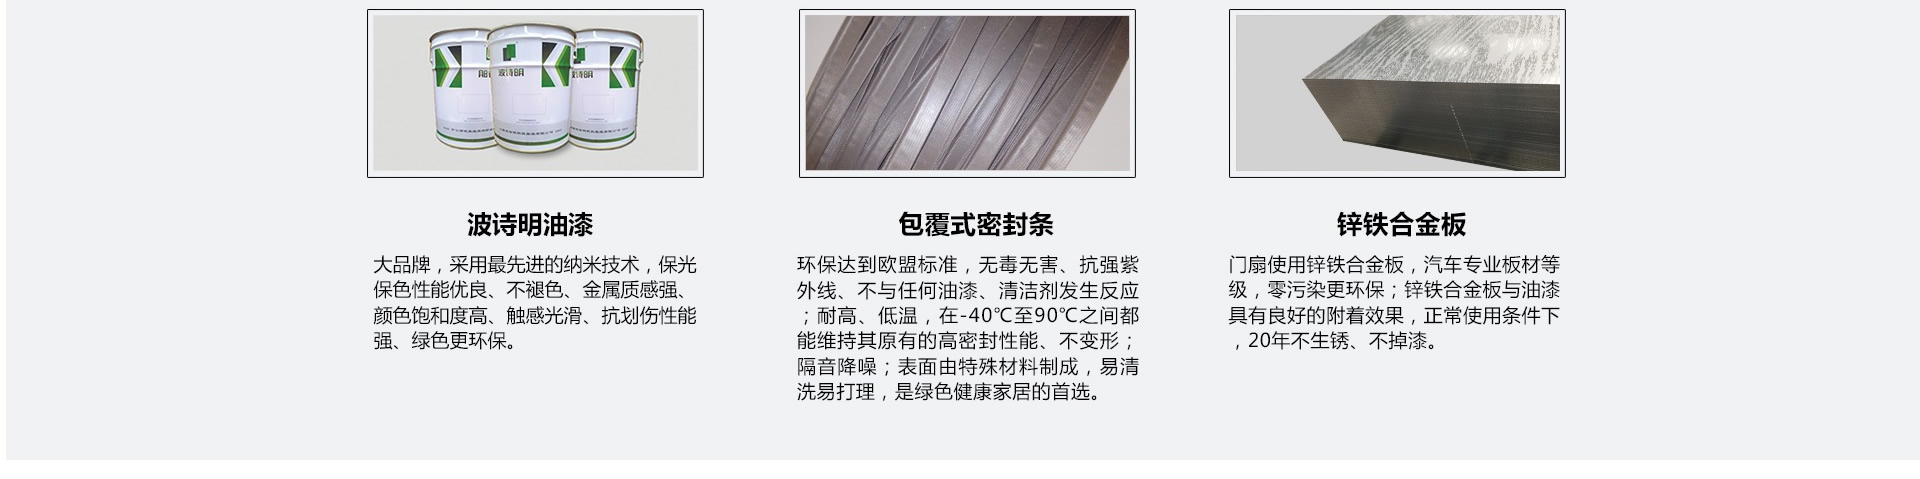 波诗明
波诗明油漆
大品牌，采用最先进的纳米技术，保光
保色性能优良、不褪色、金属质感强、
颜色饱和度高、触感光滑、抗划伤性能
强、绿色更环保。
包覆式密封条
环保达到欧盟标准，无毒无害、抗强紫
外线、不与任何油漆、清洁剂发生反应
；耐高、低温，在-40℃至90℃之间都
能维持其原有的高密封性能、不变形；
隔音降噪；表面由特殊材料制成，易清
洗易打理，是绿色健康家居的首选。
锌铁合金板
门扇使用锌铁合金板，汽车专业板材等
级，零污染更环保；锌铁合金板与油漆
具有良好的附着效果，正常使用条件下
，20年不生锈、不掉漆。